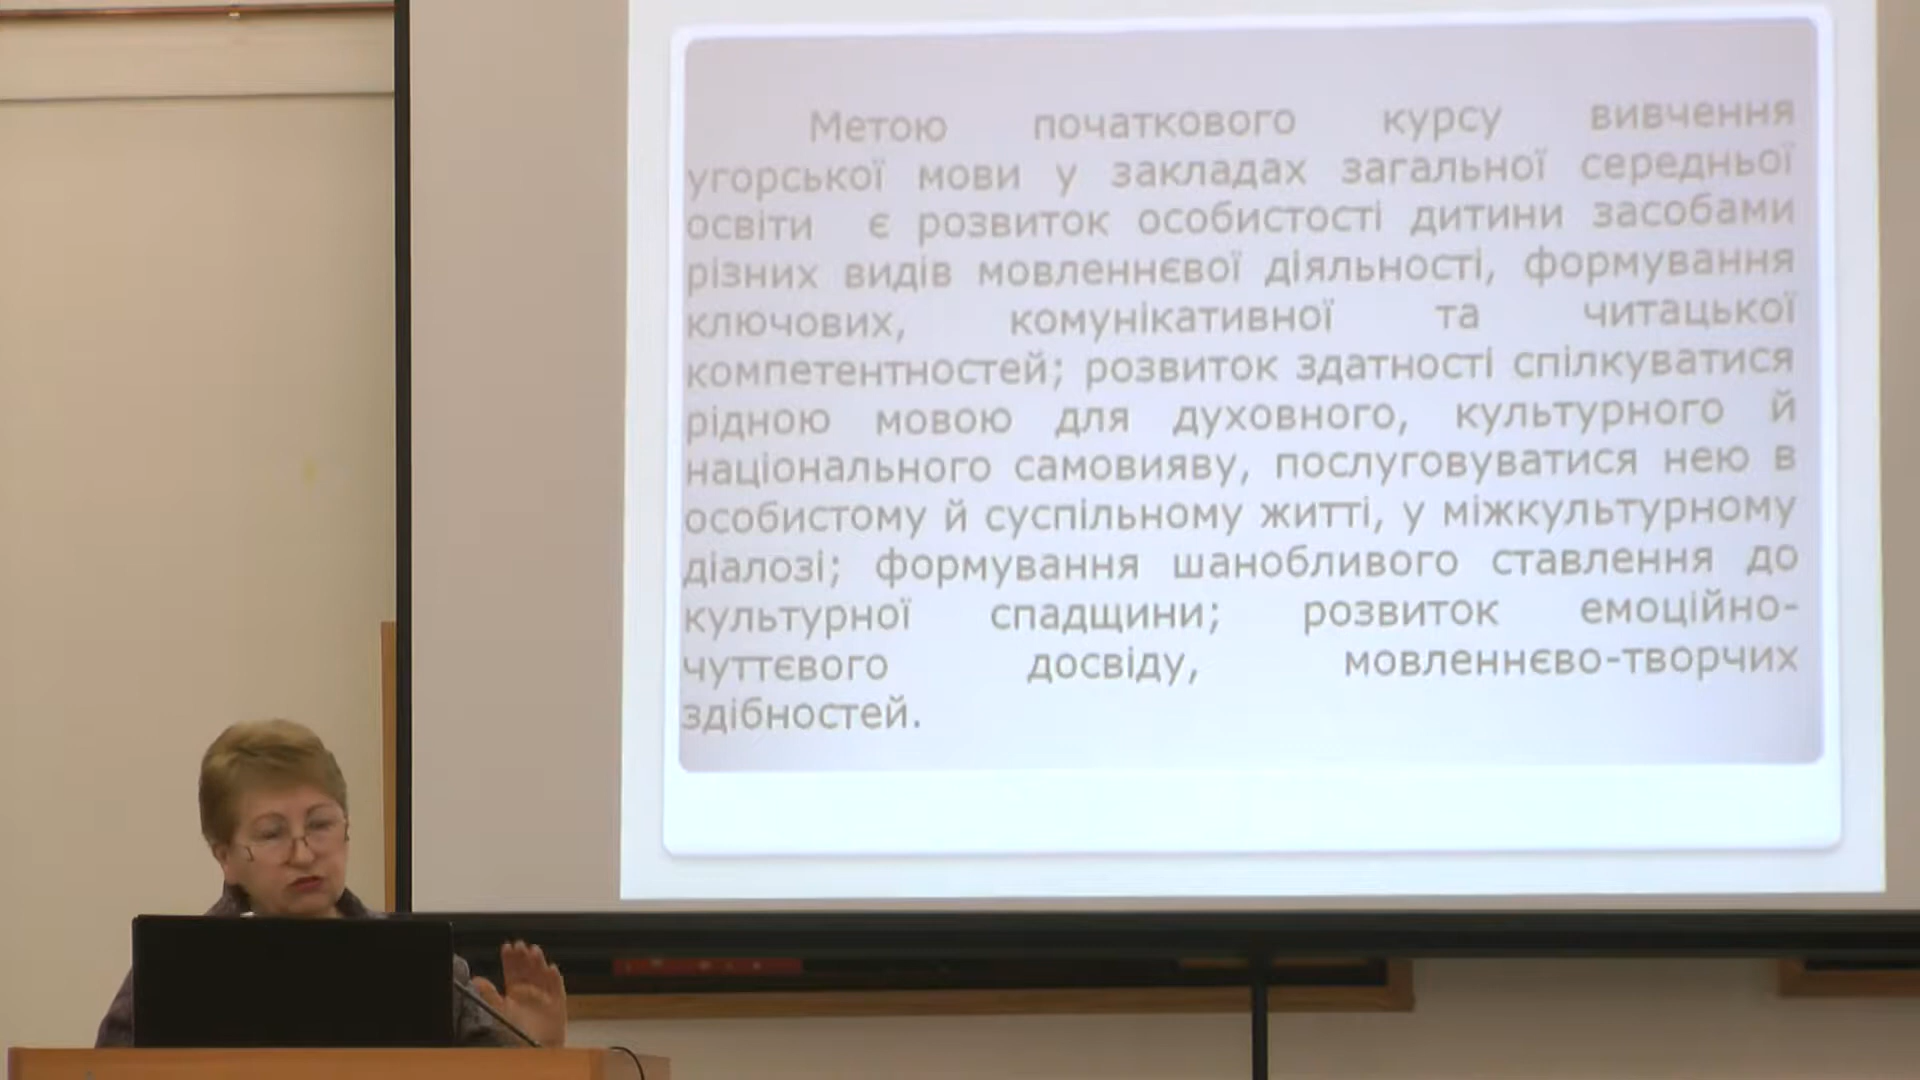 Метою початкового курсу вивчення
угорської мови у закладах загальної середньої
освіти є розвиток особистості дитини засобами
різних видів мовленнєвої діяльності, формування
ключових, комунікативної та читацької
компетентностей; розвиток здатності спілкуватися
рідною мовою для духовного, культурного й
національного самовияву, послуговуватися нею в
особистому й суспільному житті, у міжкультурному
діалозі; формування шанобливого ставлення до
культурної спадщини; розвиток емоційно-
чуттєвого досвіду, мовленнєво-творчих
здібностей.